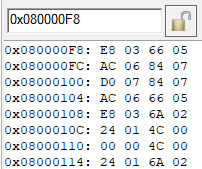 0x080000F8
0x080000F8: E8 03 66 05
0x080000FC: AC 06 84 07
0x08000100: D0 07 84 07
0x08000104: AC 06 66 05
0x08000108: E8 03 6A 02
0x0800010C: 24 01 4C 00
0x08000110: 00 00 4C 00
0x08000114: 24 01 6A 02